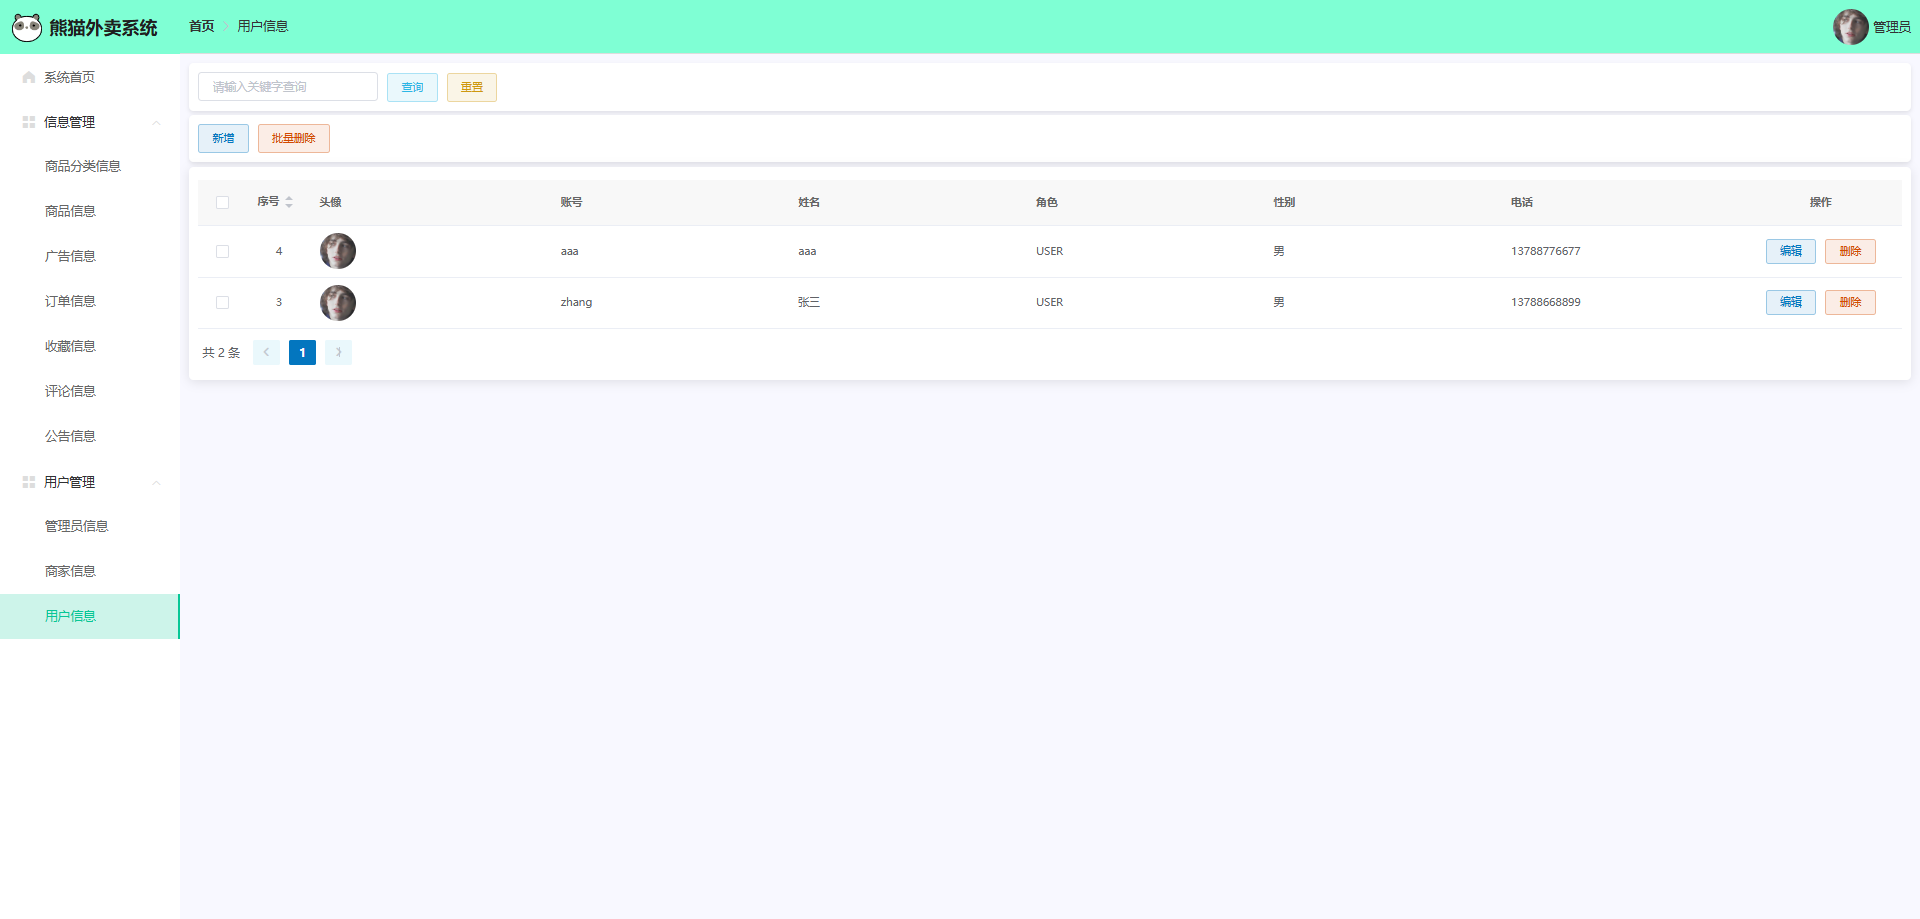 熊猫外卖系统
首页
用户信息
管理员
系统首页
信息管理
商品分类信息
商品信息
广告信息
订单信息
收藏信息
评论信息
公告信息
用户管理
管理员信息
商家信息
用户信息
请输入关键字查询 查询 重置
新增 批量删除
序号 头像 账号 姓名 角色 性别 电话 操作
4 aaa aaa USER 男 13788776677 编辑 删除
3 zhang 张三 USER 男 13788668899 编辑 删除
共 2 条 1